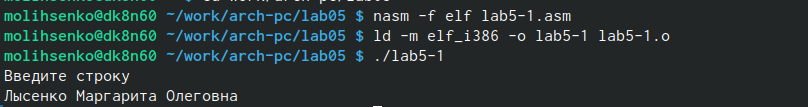 molihsenko@dk8n60 ~/work/arch-pc/lab05 $ nasm -f elf lab5-1.asm
molihsenko@dk8n60 ~/work/arch-pc/lab05 $ ld -m elf_i386 -o lab5-1 lab5-1.o
molihsenko@dk8n60 ~/work/arch-pc/lab05 $ ./lab5-1
Введите строку
Лысенко Маргарита Олеговна